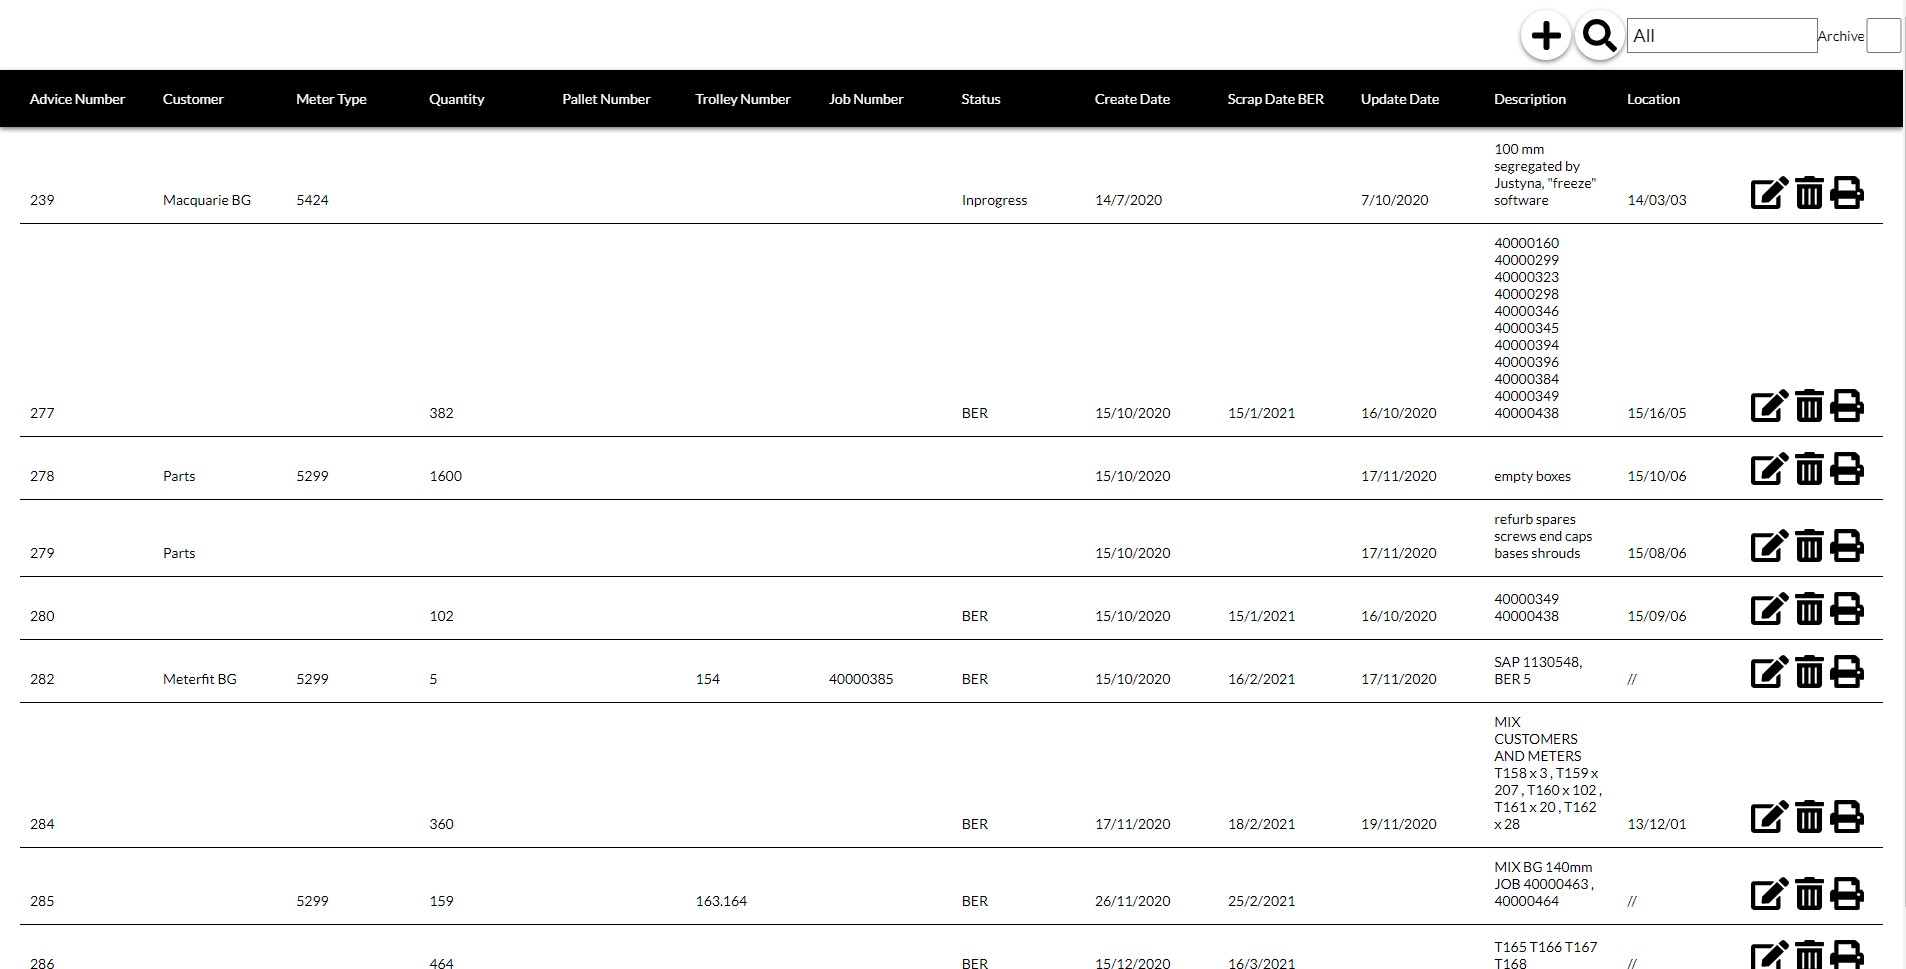 All Archive
Advice Number Customer Meter Type Quantity Pallet Number Trolley Number Job Number Status Create Date Scrap Date BER Update Date Description Location
100 mm
segregated by
Justyna, "freeze"
239 Macquarie BG 5424 Inprogress 14/7/2020 7/10/2020 software 14/03/03
40000160
40000299
40000323
40000298
40000346
40000345
40000394
40000396
40000384
40000349
277 382 BER 15/10/2020 15/1/2021 16/10/2020 40000438 15/16/05
278 Parts 5299 1600 15/10/2020 17/11/2020 empty boxes 15/10/06
refurb spares
screws end caps
279 Parts 15/10/2020 17/11/2020 bases shrouds 15/08/06
40000349
280 102 BER 15/10/2020 15/1/2021 16/10/2020 40000438 15/09/06
SAP 1130548,
282 Meterfit BG 5299 5 154 40000385 BER 15/10/2020 16/2/2021 17/11/2020 BER 5 //
MIX
CUSTOMERS
AND METERS
T158 x 3 , T159 x
207 , T160 x 102 ,
T161 x 20 , T162
284 360 BER 17/11/2020 18/2/2021 19/11/2020 x 28 13/12/01
MIX BG 140mm
JOB 40000463 ,
285 5299 159 163.164 BER 26/11/2020 25/2/2021 40000464 //
T165 T166 T167
286 464 BER 15/12/2020 16/3/2021 T168 //